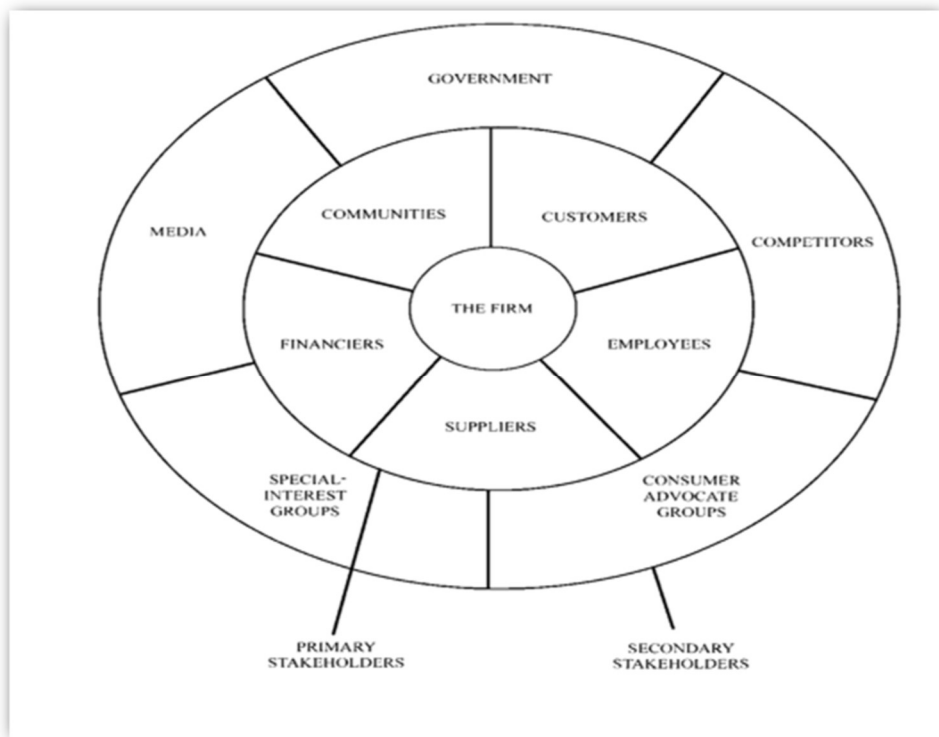 GOVERNMENT
COMMUNITIES
CUSTOMERS
MEDIA
COMPETITORS
THE FIRM
FINANCIERS
EMPLOYEES
SUPPLIERS
SPECIAL-
INTEREST
GROUPS
CONSUMER
ADVOCATE
GROUPS
PRIMARY
STAKEHOLDERS
SECONDARY
STAKEHOLDERS